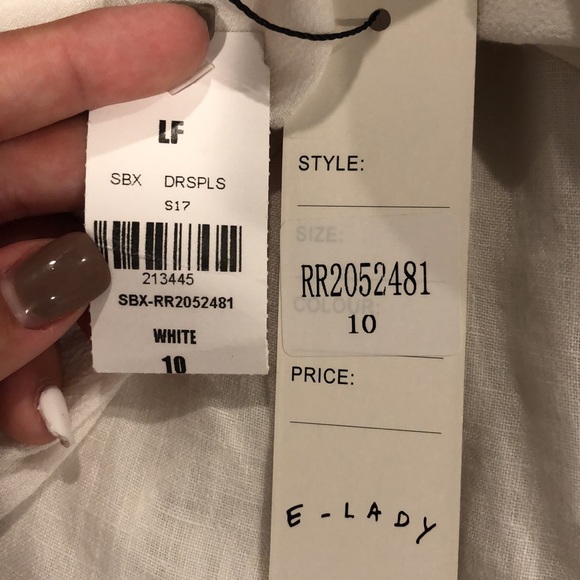 LF
SBX DRSPLS
S17
213445
SBX-RR2052481
WHITE
10
STYLE:
SIZE:
RR2052481
COLOUR:
10
PRICE:
E-LADY